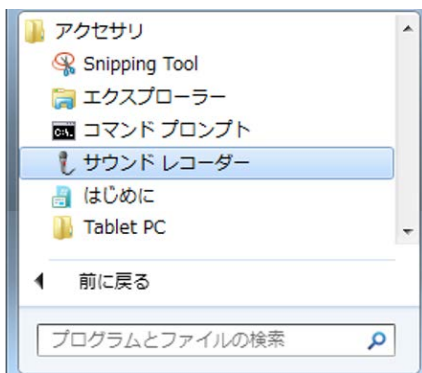 アクセサリ
Snipping Tool
エクスプローラー
コマンド プロンプト
サウンド レコーダー
はじめに
Tablet PC
前に戻る
プログラムとファイルの検索